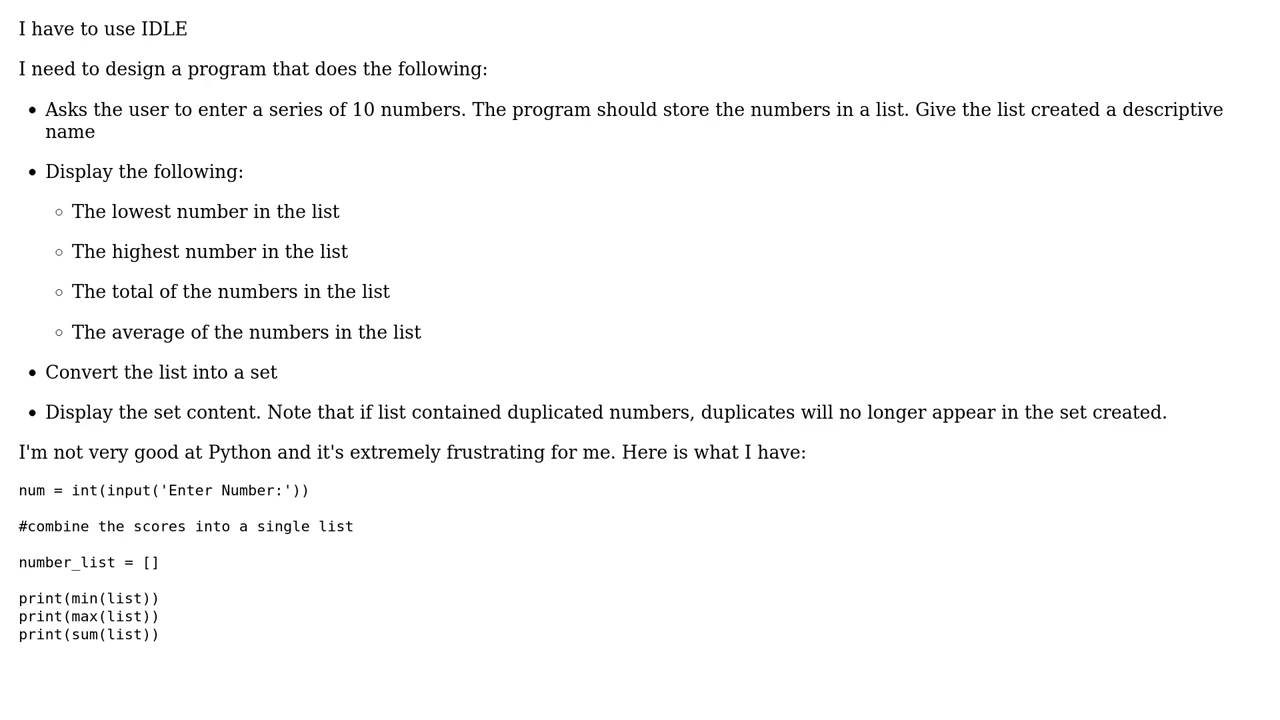 I have to use IDLE
I need to design a program that does the following:
• Asks the user to enter a series of 10 numbers. The program should store the numbers in a list. Give the list created a descriptive
name
• Display the following:
◦ The lowest number in the list
◦ The highest number in the list
◦ The total of the numbers in the list
◦ The average of the numbers in the list
• Convert the list into a set
• Display the set content. Note that if list contained duplicated numbers, duplicates will no longer appear in the set created.
I'm not very good at Python and it's extremely frustrating for me. Here is what I have:
num = int(input('Enter Number:'))
#combine the scores into a single list
number_list = []
print(min(list))
print(max(list))
print(sum(list))